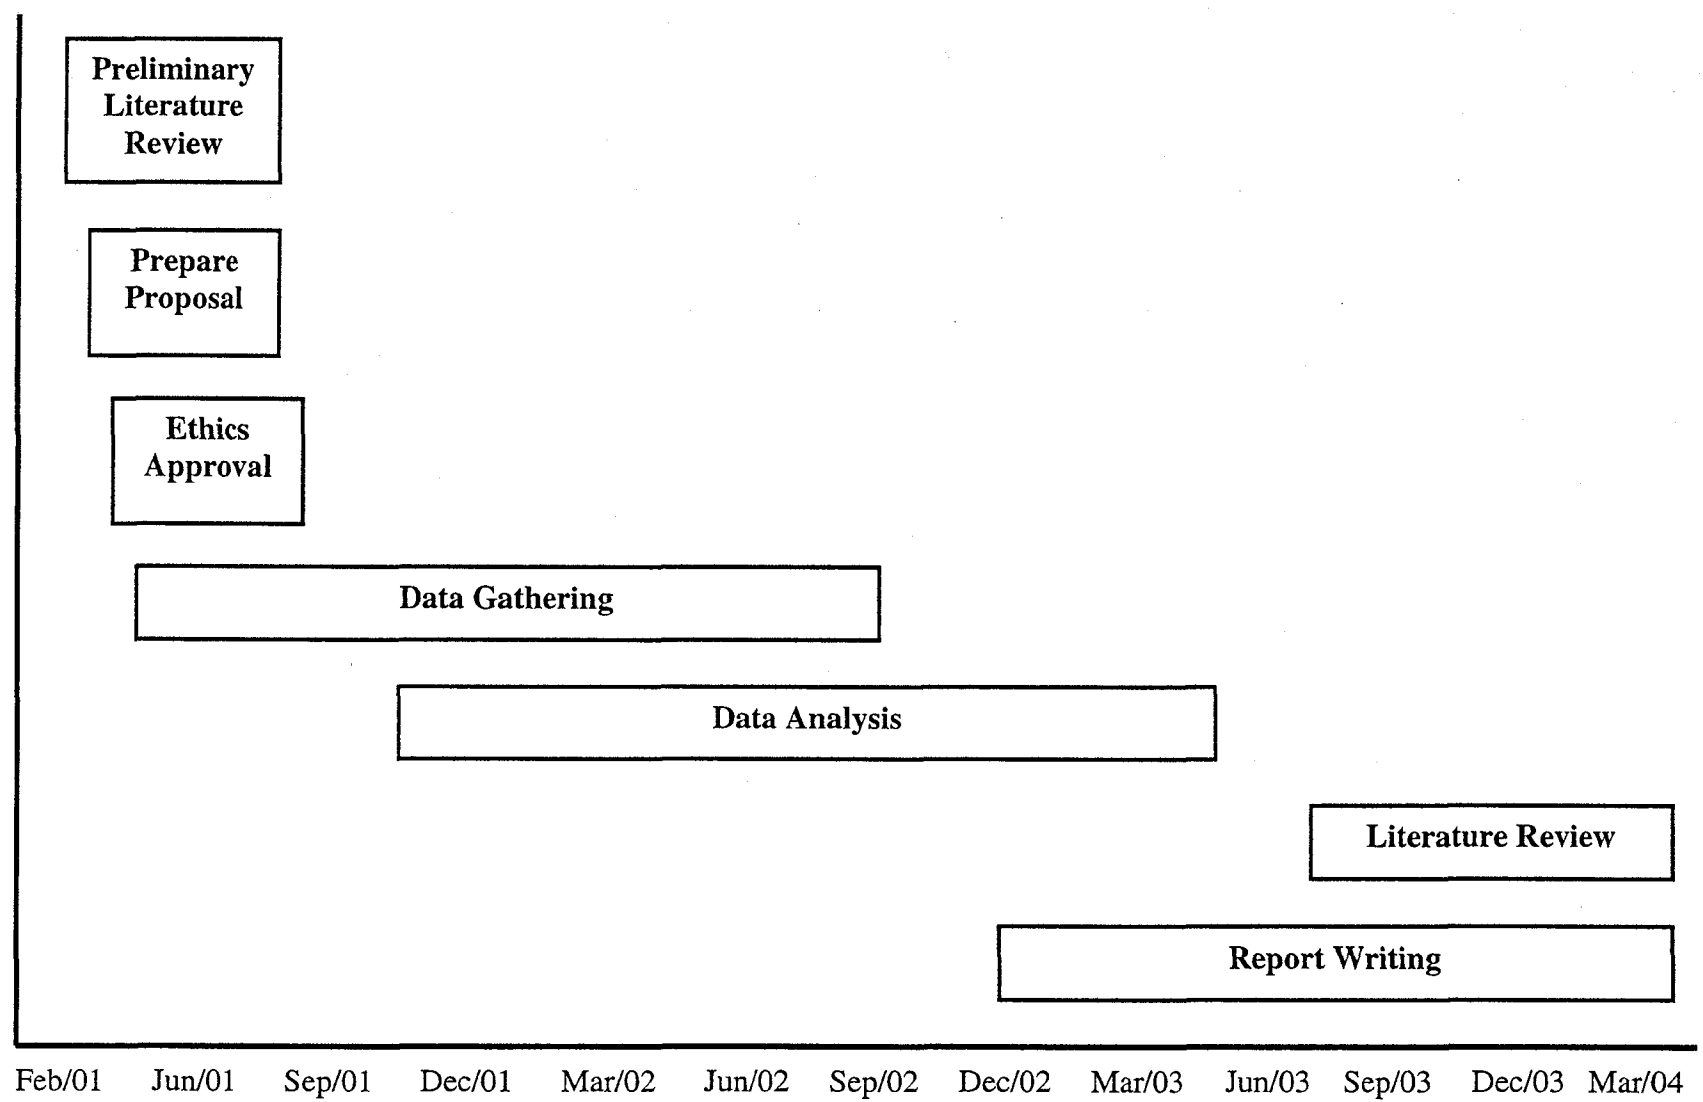 Preliminary
Literature
Review
Prepare
Proposal
Ethics
Approval
Data Gathering
Data Analysis
Literature Review
Report Writing
Feb/01 Jun/01 Sep/01 Dec/01 Mar/02 Jun/02 Sep/02 Dec/02 Mar/03 Jun/03 Sep/03 Dec/03 Mar/04